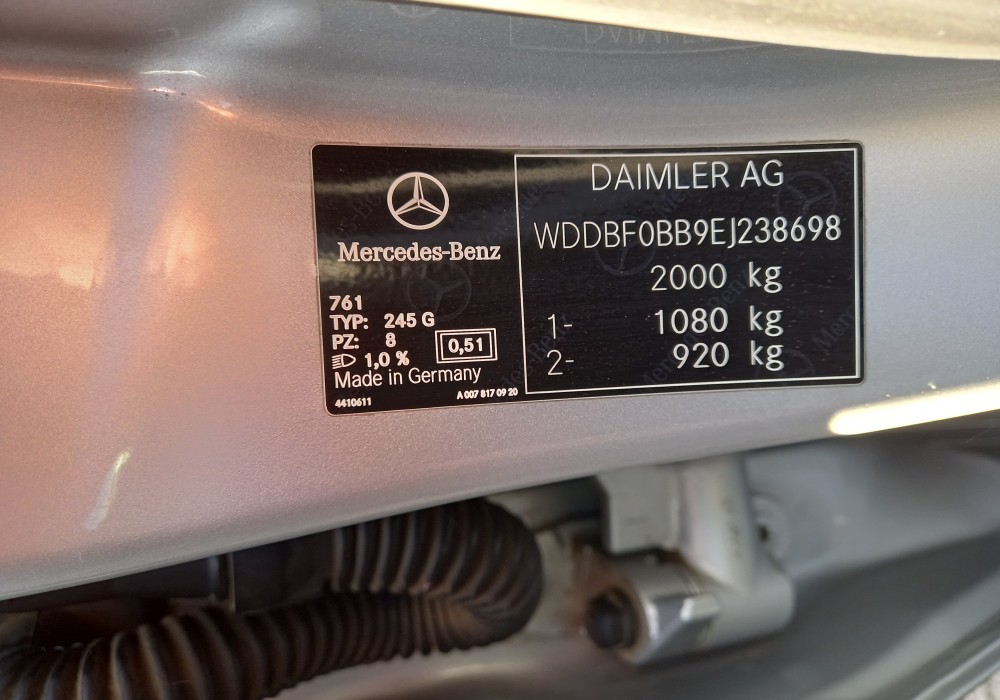 Mercedes-Benz
761
TYP: 245 G
PZ: 8
1,0 %
0,51
Made in Germany
4410611
A 007 817 09 20
DAIMLER AG
WDDBF0BB9EJ238698
2000 kg
1- 1080 kg
2- 920 kg